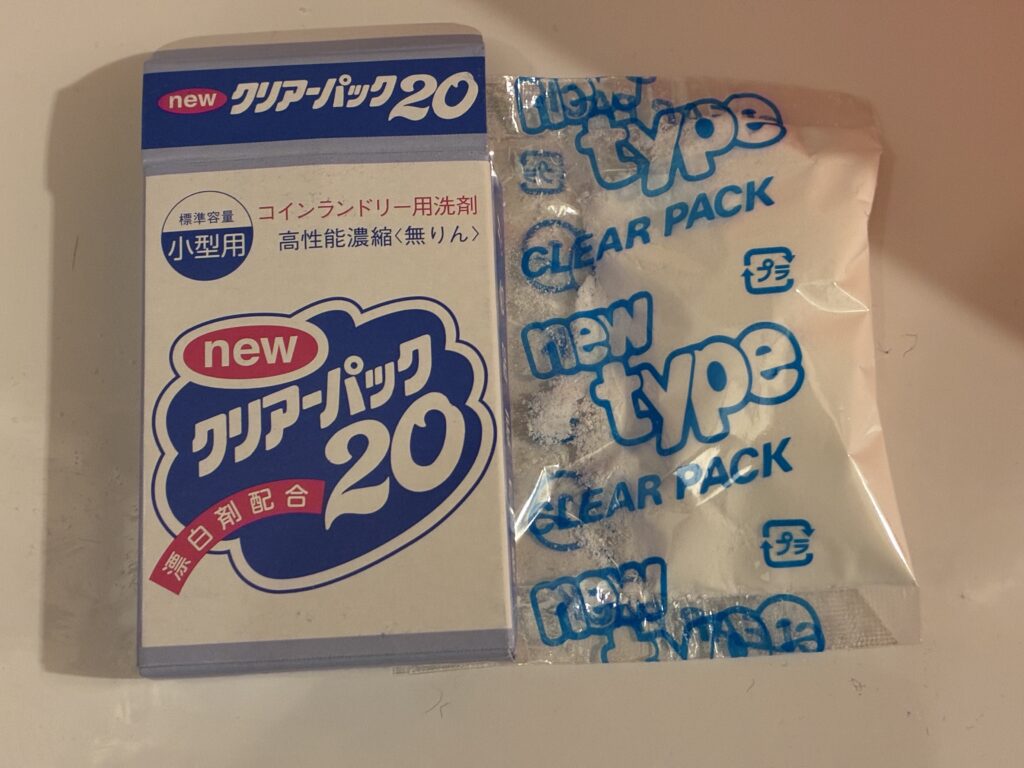 new クリアーパック20
標準容量
小型用
コインランドリー用洗剤
高性能濃縮〈無りん〉
new
クリアーパック
20
漂白剤配合
new
type
CLEAR PACK
プラ
new
type
CLEAR PACK
プラ
new
type